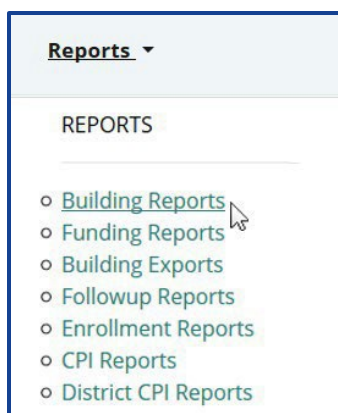 Reports
REPORTS
Building Reports
Funding Reports
Building Exports
Followup Reports
Enrollment Reports
CPI Reports
District CPI Reports